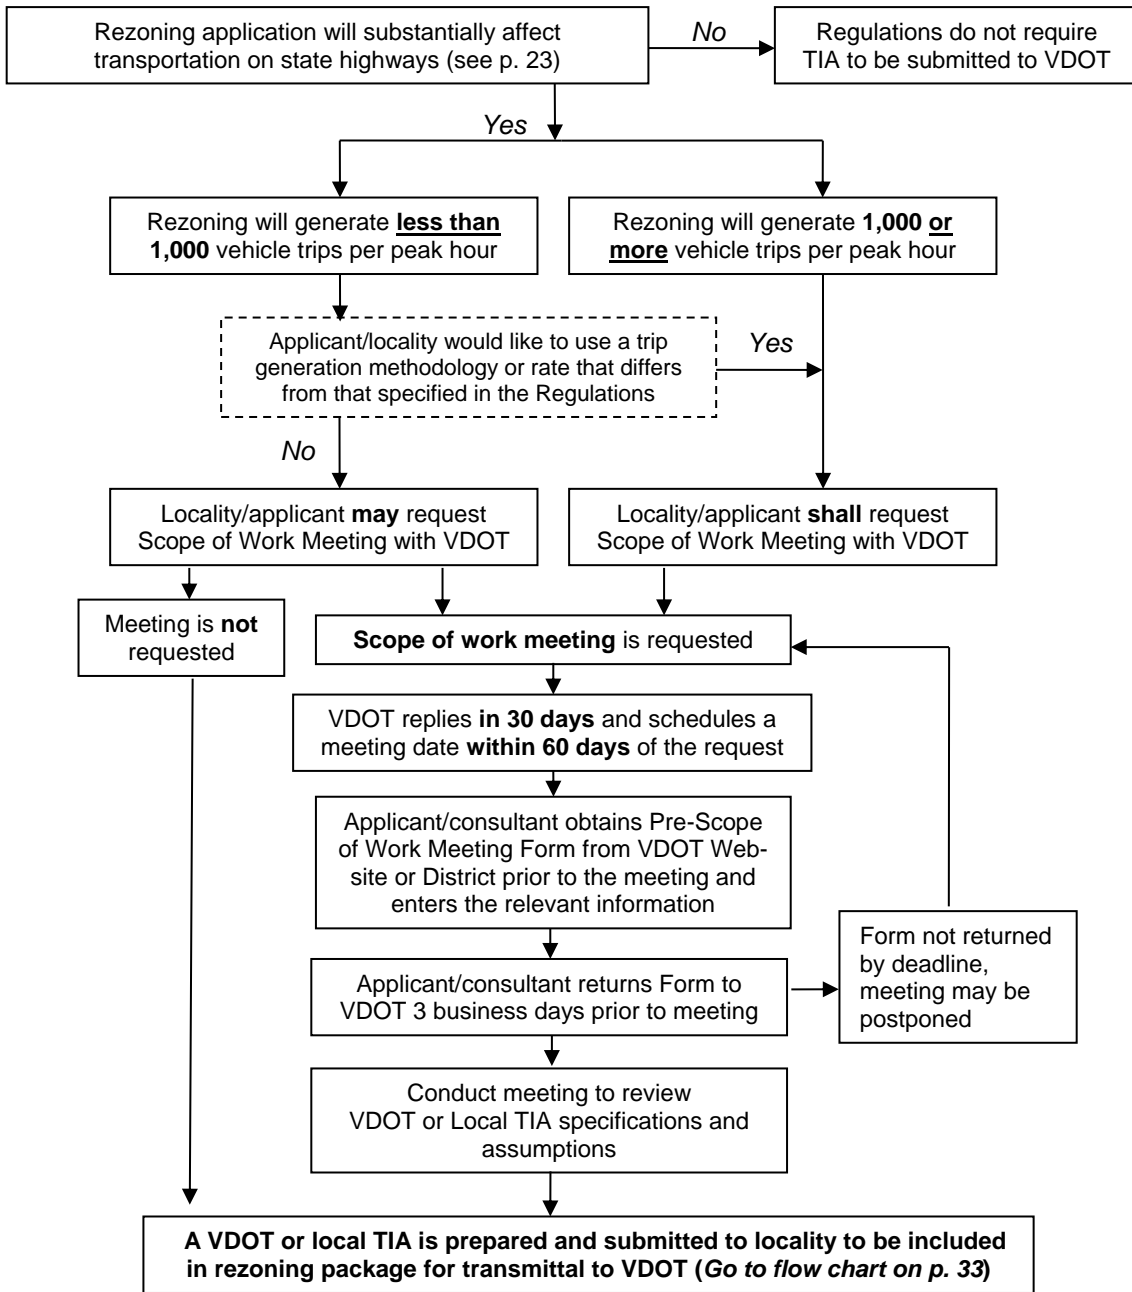 Rezoning application will substantially affect
transportation on state highways (see p. 23)
No
Regulations do not require
TIA to be submitted to VDOT
Yes
Rezoning will generate less than
1,000 vehicle trips per peak hour
Rezoning will generate 1,000 or
more vehicle trips per peak hour
Applicant/locality would like to use a trip
generation methodology or rate that differs
from that specified in the Regulations
Yes
No
Locality/applicant may request
Scope of Work Meeting with VDOT
Locality/applicant shall request
Scope of Work Meeting with VDOT
Meeting is not
requested
Scope of work meeting is requested
VDOT replies in 30 days and schedules a
meeting date within 60 days of the request
Applicant/consultant obtains Pre-Scope
of Work Meeting Form from VDOT Web-
site or District prior to the meeting and
enters the relevant information
Applicant/consultant returns Form to
VDOT 3 business days prior to meeting
Form not returned
by deadline,
meeting may be
postponed
Conduct meeting to review
VDOT or Local TIA specifications and
assumptions
A VDOT or local TIA is prepared and submitted to locality to be included
in rezoning package for transmittal to VDOT (Go to flow chart on p. 33)